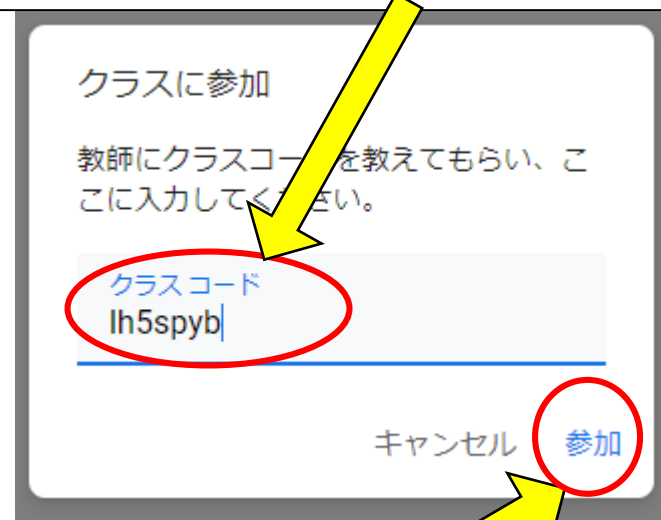 クラスに参加
教師にクラスコードを教えてもらい、こ
こに入力してください。
クラス コード
lh5spyb
キャンセル 参加